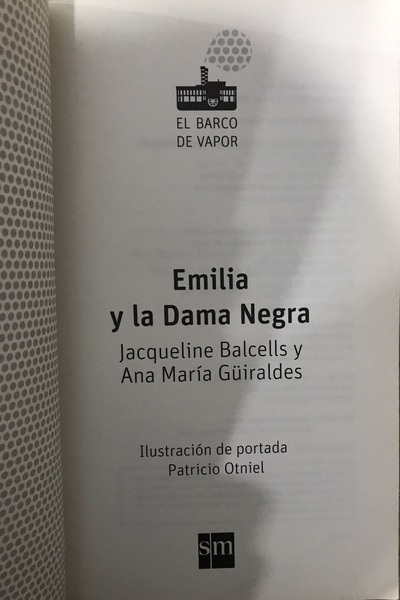 EL BARCO
DE VAPOR
Emilia
y la Dama Negra
Jacqueline Balcells y
Ana María Güiraldes
Ilustración de portada
Patricio Otniel
sm